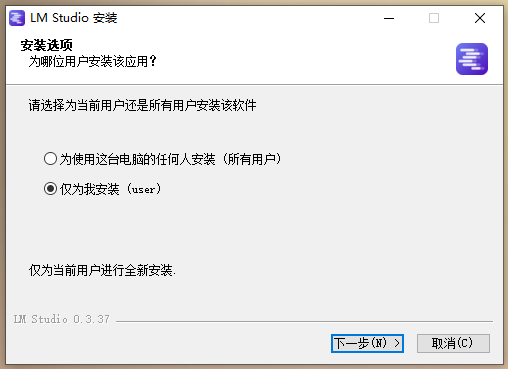 LM Studio 安装
安装选项
为哪位用户安装该应用？
请选择为当前用户还是所有用户安装该软件
为使用这台电脑的任何人安装（所有用户）
仅为我安装（user）
仅为当前用户进行全新安装.
LM Studio 0.3.37
下一步(N) >
取消(C)